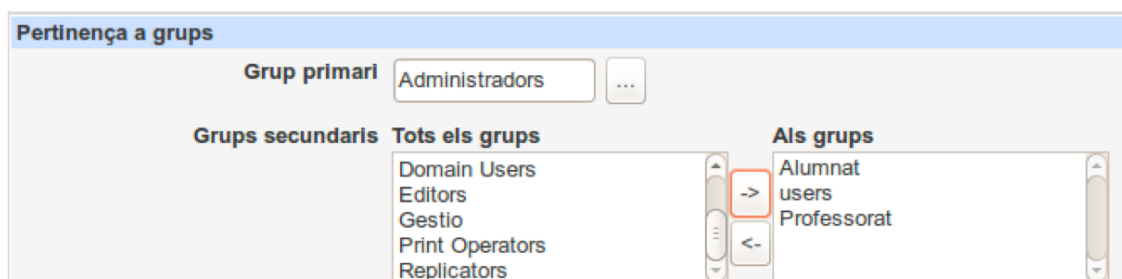 Pertinença a grups
Grup primari Administradors ...
Grups secundaris Tots els grups Als grups
Domain Users
Editors
Gestio
Print Operators
Replicators
->
<-
Alumnat
users
Professorat